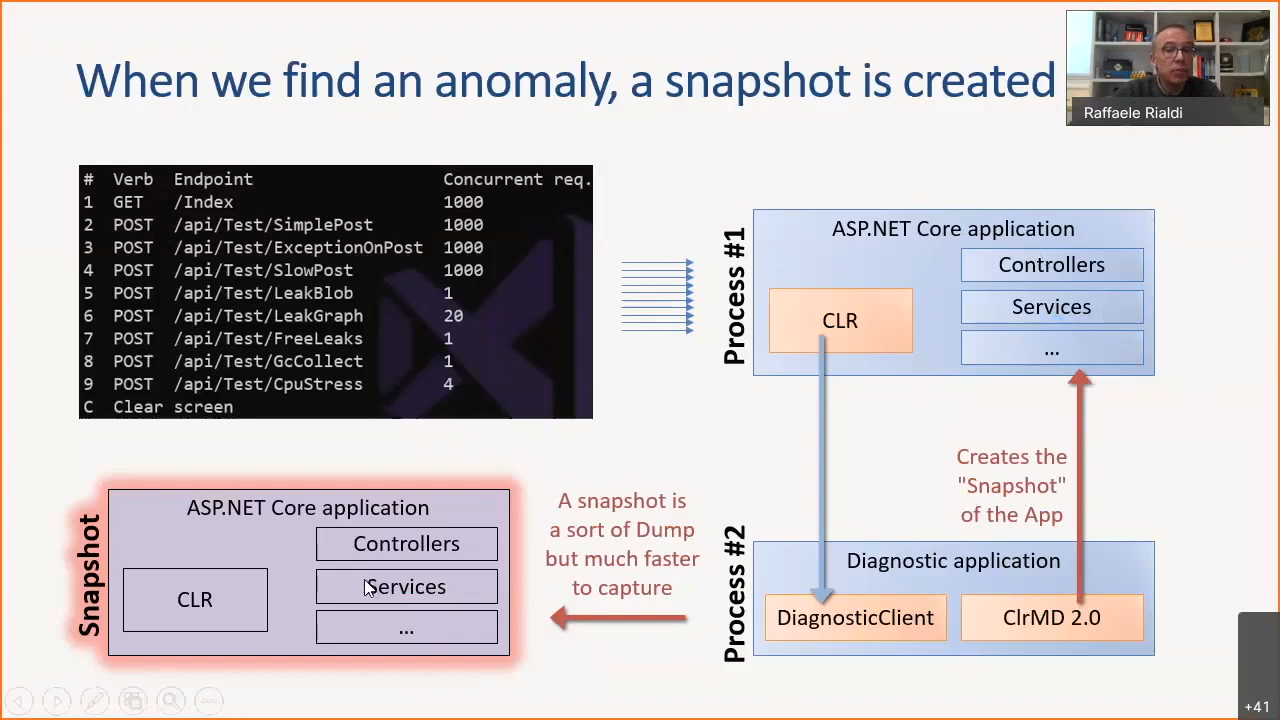 When we find an anomaly, a snapshot is created
Raffaele Rialdi
# Verb Endpoint Concurrent req.
1 GET /Index 1000
2 POST /api/Test/SimplePost 1000
3 POST /api/Test/ExceptionOnPost 1000
4 POST /api/Test/SlowPost 1000
5 POST /api/Test/LeakBlob 1
6 POST /api/Test/LeakGraph 20
7 POST /api/Test/FreeLeaks 1
8 POST /api/Test/GcCollect 1
9 POST /api/Test/CpuStress 4
C Clear screen
Process #1
ASP.NET Core application
Controllers
CLR
Services
...
Creates the
"Snapshot"
of the App
Snapshot
ASP.NET Core application
Controllers
CLR
Services
...
A snapshot is
a sort of Dump
but much faster
to capture
Process #2
Diagnostic application
DiagnosticClient
ClrMD 2.0
+41